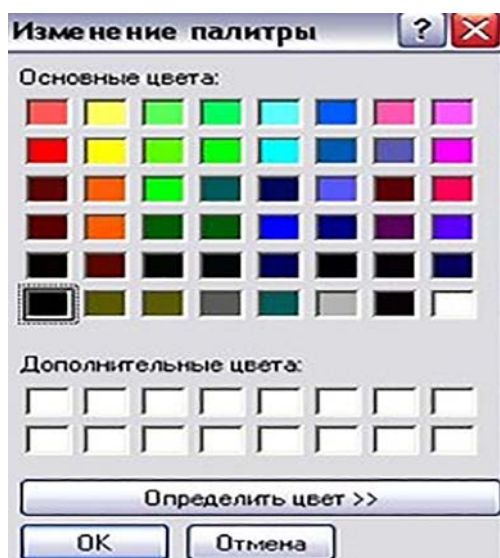 Изменение палитры ?
Основные цвета:
Дополнительные цвета:
Определить цвет >>
OK Отмена